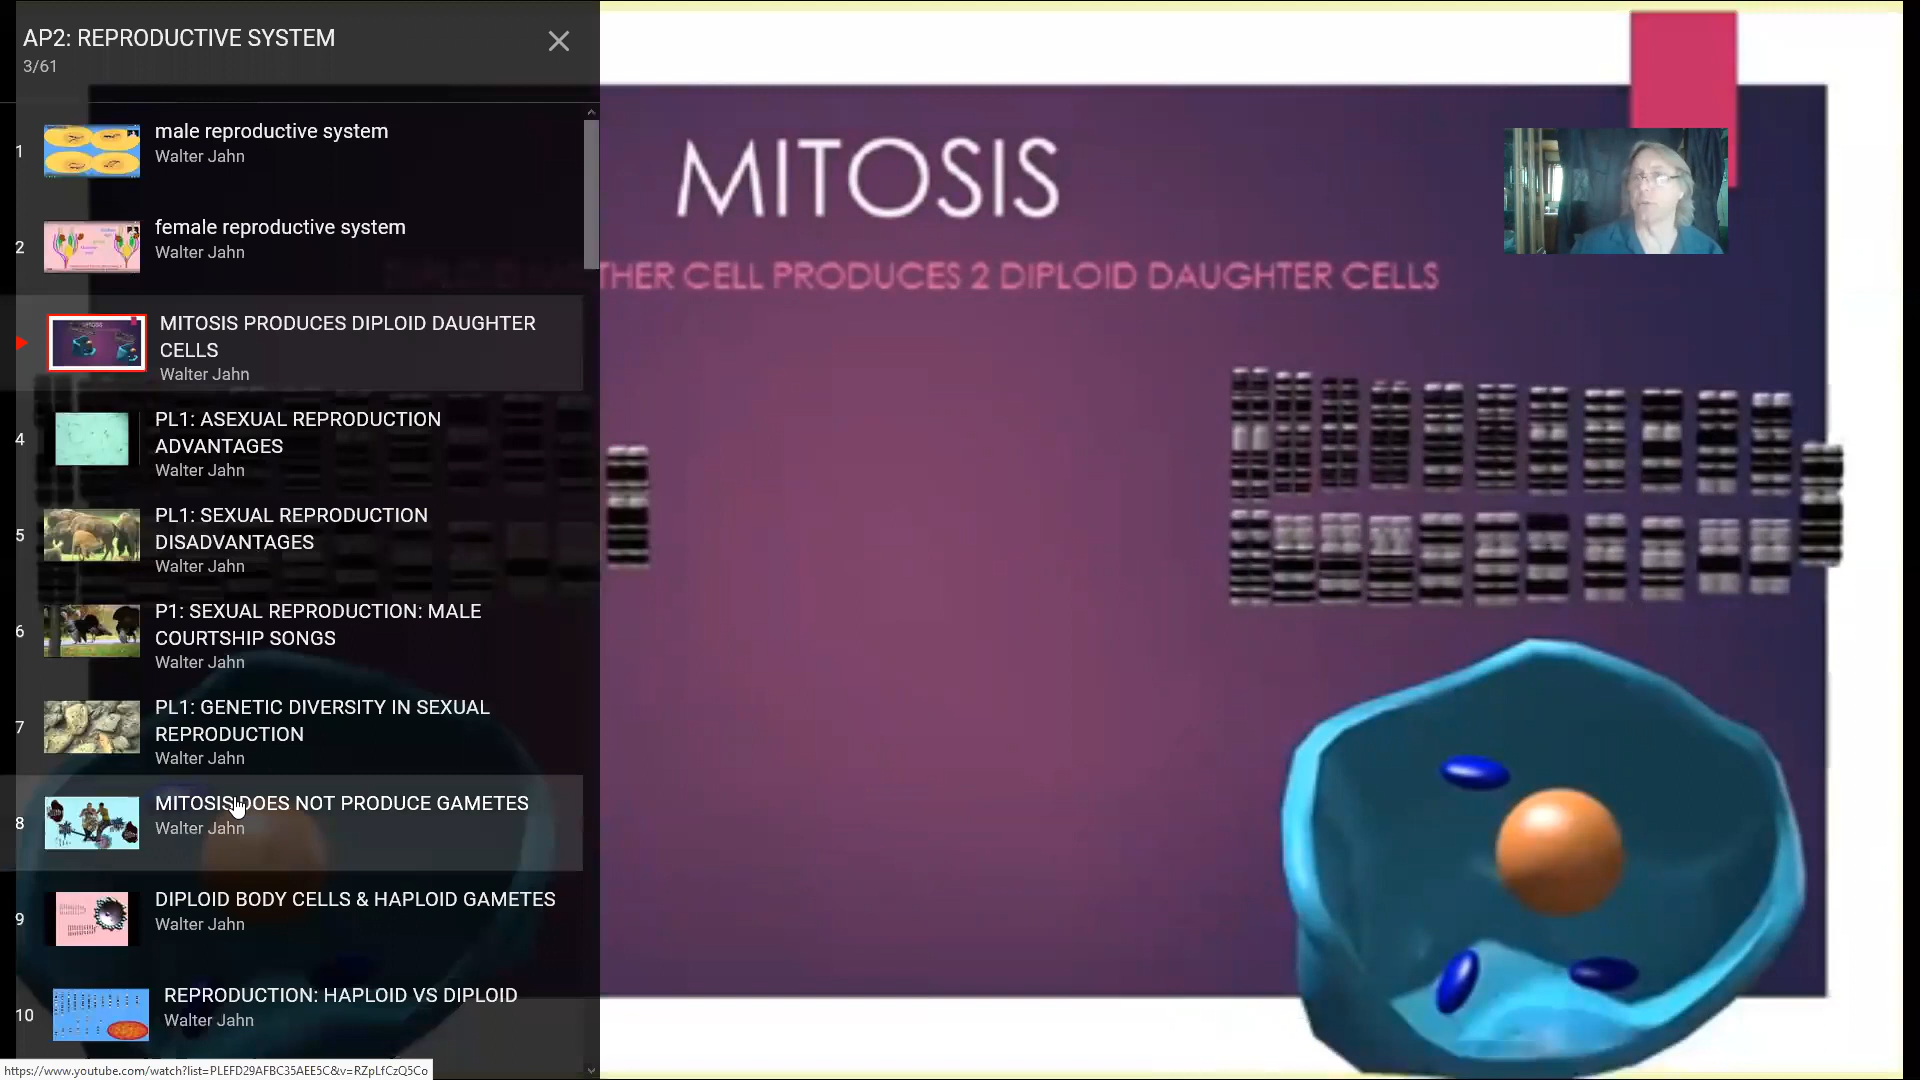 AP2: REPRODUCTIVE SYSTEM
3/61
1
male reproductive system
Walter Jahn
2
female reproductive system
Walter Jahn
MITOSIS PRODUCES DIPLOID DAUGHTER
CELLS
Walter Jahn
4
PL1: ASEXUAL REPRODUCTION
ADVANTAGES
Walter Jahn
5
PL1: SEXUAL REPRODUCTION
DISADVANTAGES
Walter Jahn
6
P1: SEXUAL REPRODUCTION: MALE
COURTSHIP SONGS
Walter Jahn
7
PL1: GENETIC DIVERSITY IN SEXUAL
REPRODUCTION
Walter Jahn
8
MITOSIS DOES NOT PRODUCE GAMETES
Walter Jahn
9
DIPLOID BODY CELLS & HAPLOID GAMETES
Walter Jahn
10
REPRODUCTION: HAPLOID VS DIPLOID
Walter Jahn
https://www.youtube.com/watch?list=PLEFD29AFBC35AEE5C&v=RZpLfCzQ5Co
MITOSIS
THER CELL PRODUCES 2 DIPLOID DAUGHTER CELLS